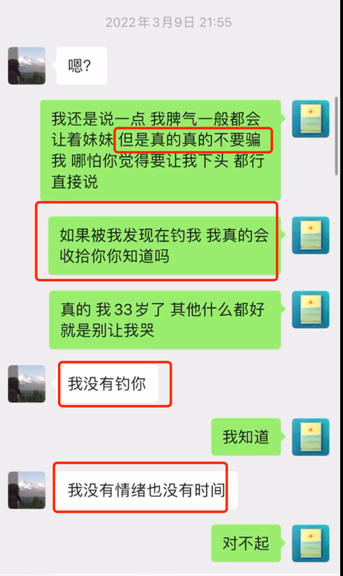 2022年3月9日 21:55
嗯?
我还是说一点 我脾气一般都会
让着妹妹 但是真的真的不要骗
我 哪怕你觉得要让我下头 都行
直接说
如果被我发现在钓我 我真的会
收拾你你知道吗
真的 我33岁了 其他什么都好
就是别让我哭
我没有钓你
我知道
我没有情绪也没有时间
对不起